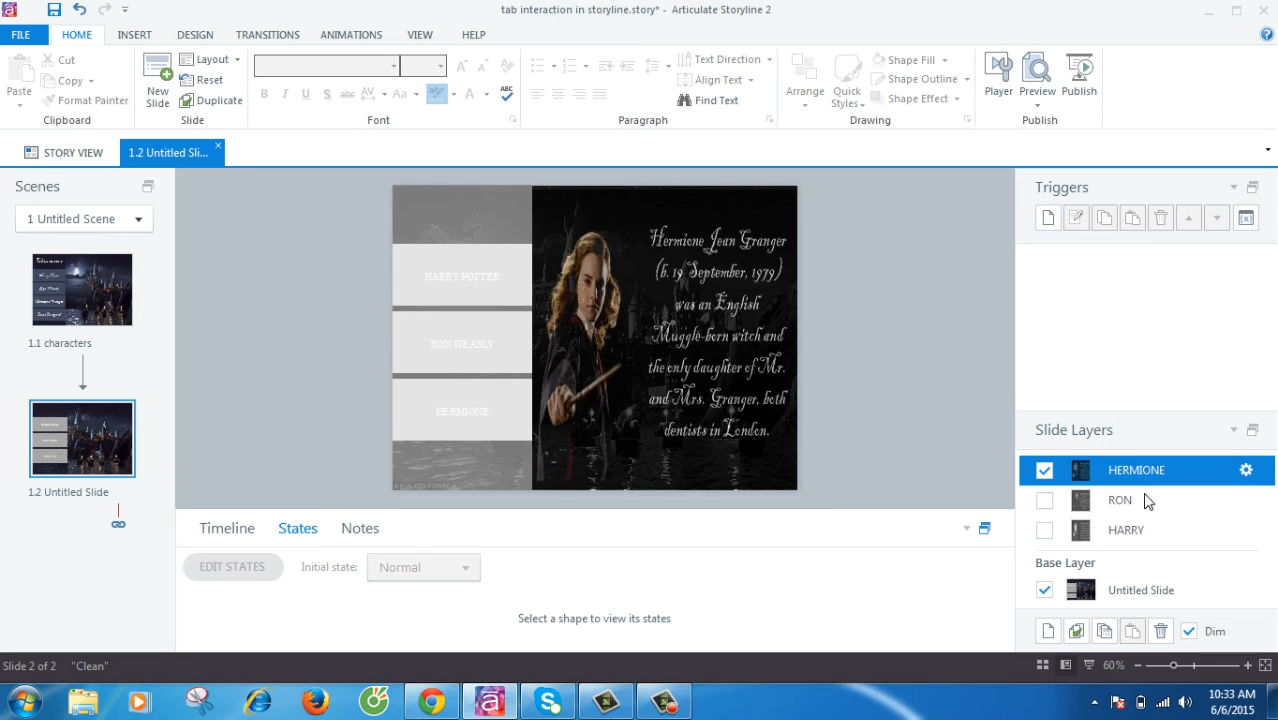 tab interaction in storyline.story* - Articulate Storyline 2
FILE
HOME
INSERT
DESIGN
TRANSITIONS
ANIMATIONS
VIEW
HELP
Paste
Cut
Copy
Format Painter
Clipboard
New Slide
Layout
Reset
Duplicate
Slide
B I U S abc AV Aa A
ABC
Font
Text Direction
Align Text
Find Text
Paragraph
Arrange
Quick Styles
Shape Fill
Shape Outline
Shape Effect
Drawing
Player
Preview
Publish
Publish
STORY VIEW
1.2 Untitled Sli...
Scenes
1 Untitled Scene
1.1 characters
1.2 Untitled Slide
HARRY POTTER
RON WEASLY
HERMIONE
Hermione Jean Granger
(b. 19 September, 1979)
was an English
Muggle-born witch and
the only daughter of Mr.
and Mrs. Granger, both
dentists in London.
Timeline
States
Notes
EDIT STATES
Initial state:
Normal
Select a shape to view its states
Triggers
(x)
Slide Layers
HERMIONE
RON
HARRY
Base Layer
Untitled Slide
Dim
Slide 2 of 2
"Clean"
60%
10:33 AM
6/6/2015